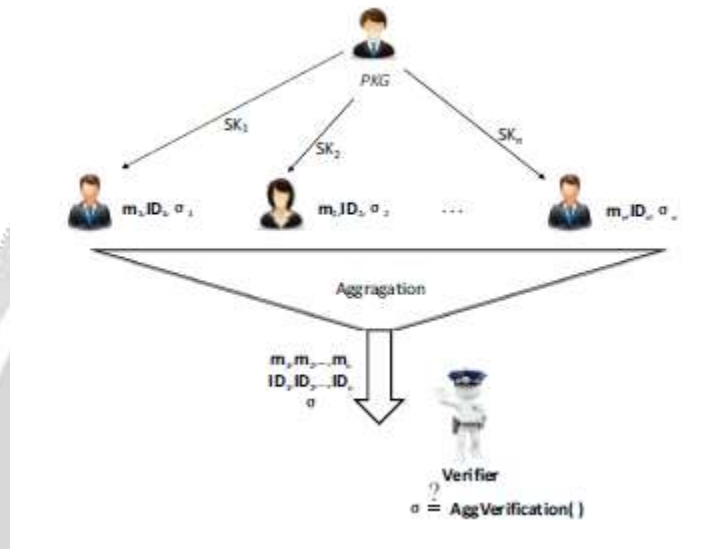 PKG
SK₁
SK₂
SKₙ
m₁,ID₁, σ₁
m₂,ID₂, σ₂
...
mₙ,IDₙ, σₙ
Aggragation
m₁,m₂,...,mₙ
ID₁,ID₂,...,IDₙ
σ
Verifier
σ ≟ AggVerification( )